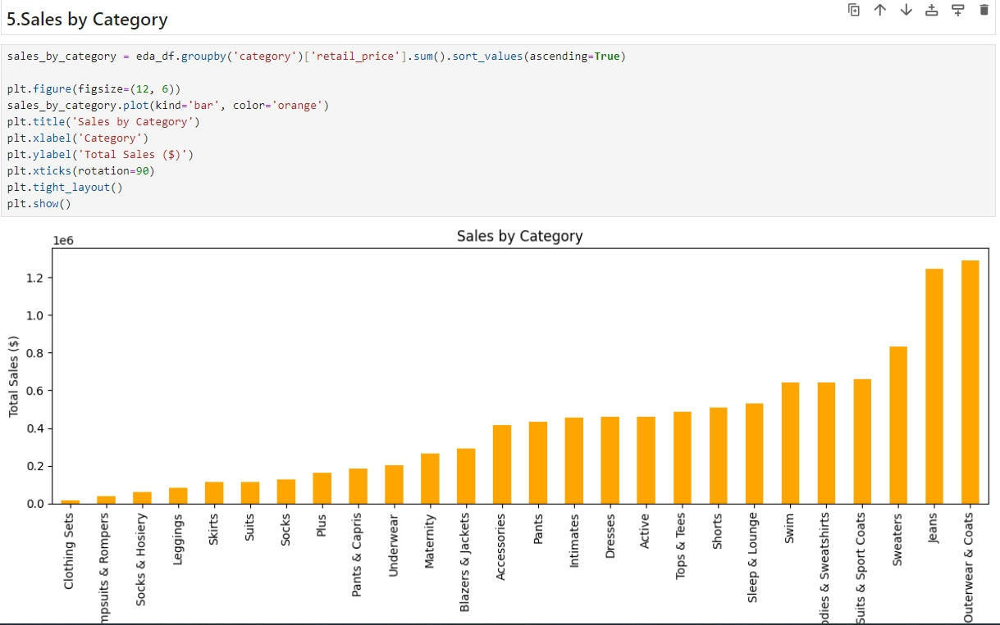 5.Sales by Category
sales_by_category = eda_df.groupby('category')['retail_price'].sum().sort_values(ascending=True)
plt.figure(figsize=(12, 6))
sales_by_category.plot(kind='bar', color='orange')
plt.title('Sales by Category')
plt.xlabel('Category')
plt.ylabel('Total Sales ($)')
plt.xticks(rotation=90)
plt.tight_layout()
plt.show()
Sales by Category
1e6
1.2
1.0
0.8
0.6
0.4
0.2
0.0
Total Sales ($)
Clothing Sets
mpsuits & Rompers
Socks & Hosiery
Leggings
Skirts
Suits
Socks
Plus
Pants & Capris
Underwear
Maternity
Blazers & Jackets
Accessories
Pants
Intimates
Dresses
Active
Tops & Tees
Shorts
Sleep & Lounge
Swim
odies & Sweatshirts
Suits & Sport Coats
Sweaters
Jeans
Outerwear & Coats